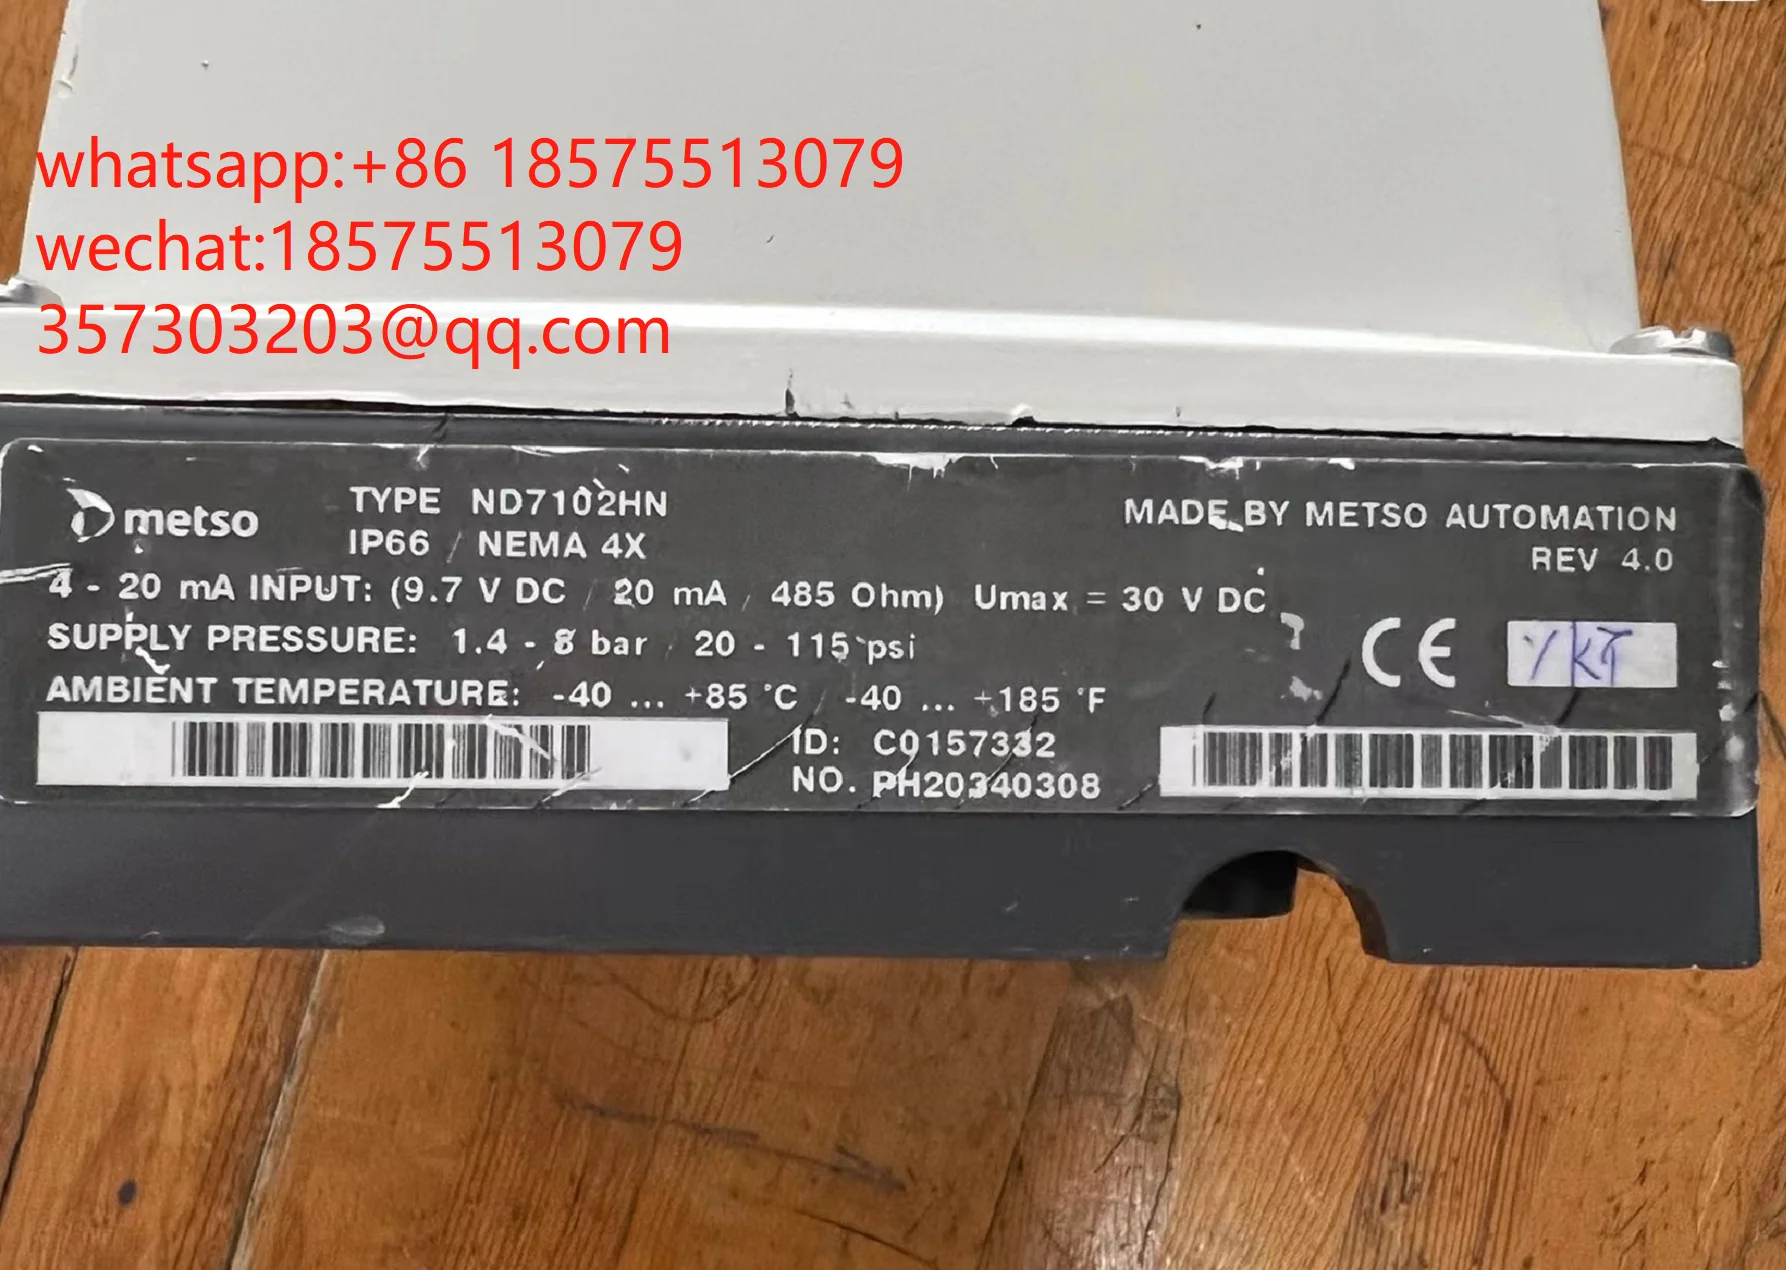 whatsapp:+86 18575513079
wechat:18575513079
357303203@qq.com
metso
TYPE ND7102HN
IP66 / NEMA 4X
MADE BY METSO AUTOMATION
REV 4.0
4 - 20 mA INPUT: (9.7 V DC / 20 mA / 485 Ohm) Umax = 30 V DC
SUPPLY PRESSURE: 1.4 - 8 bar / 20 - 115 psi
CE
AMBIENT TEMPERATURE: -40 ... +85 °C / -40 ... +185 °F
ID: C0157332
NO. PH20340308